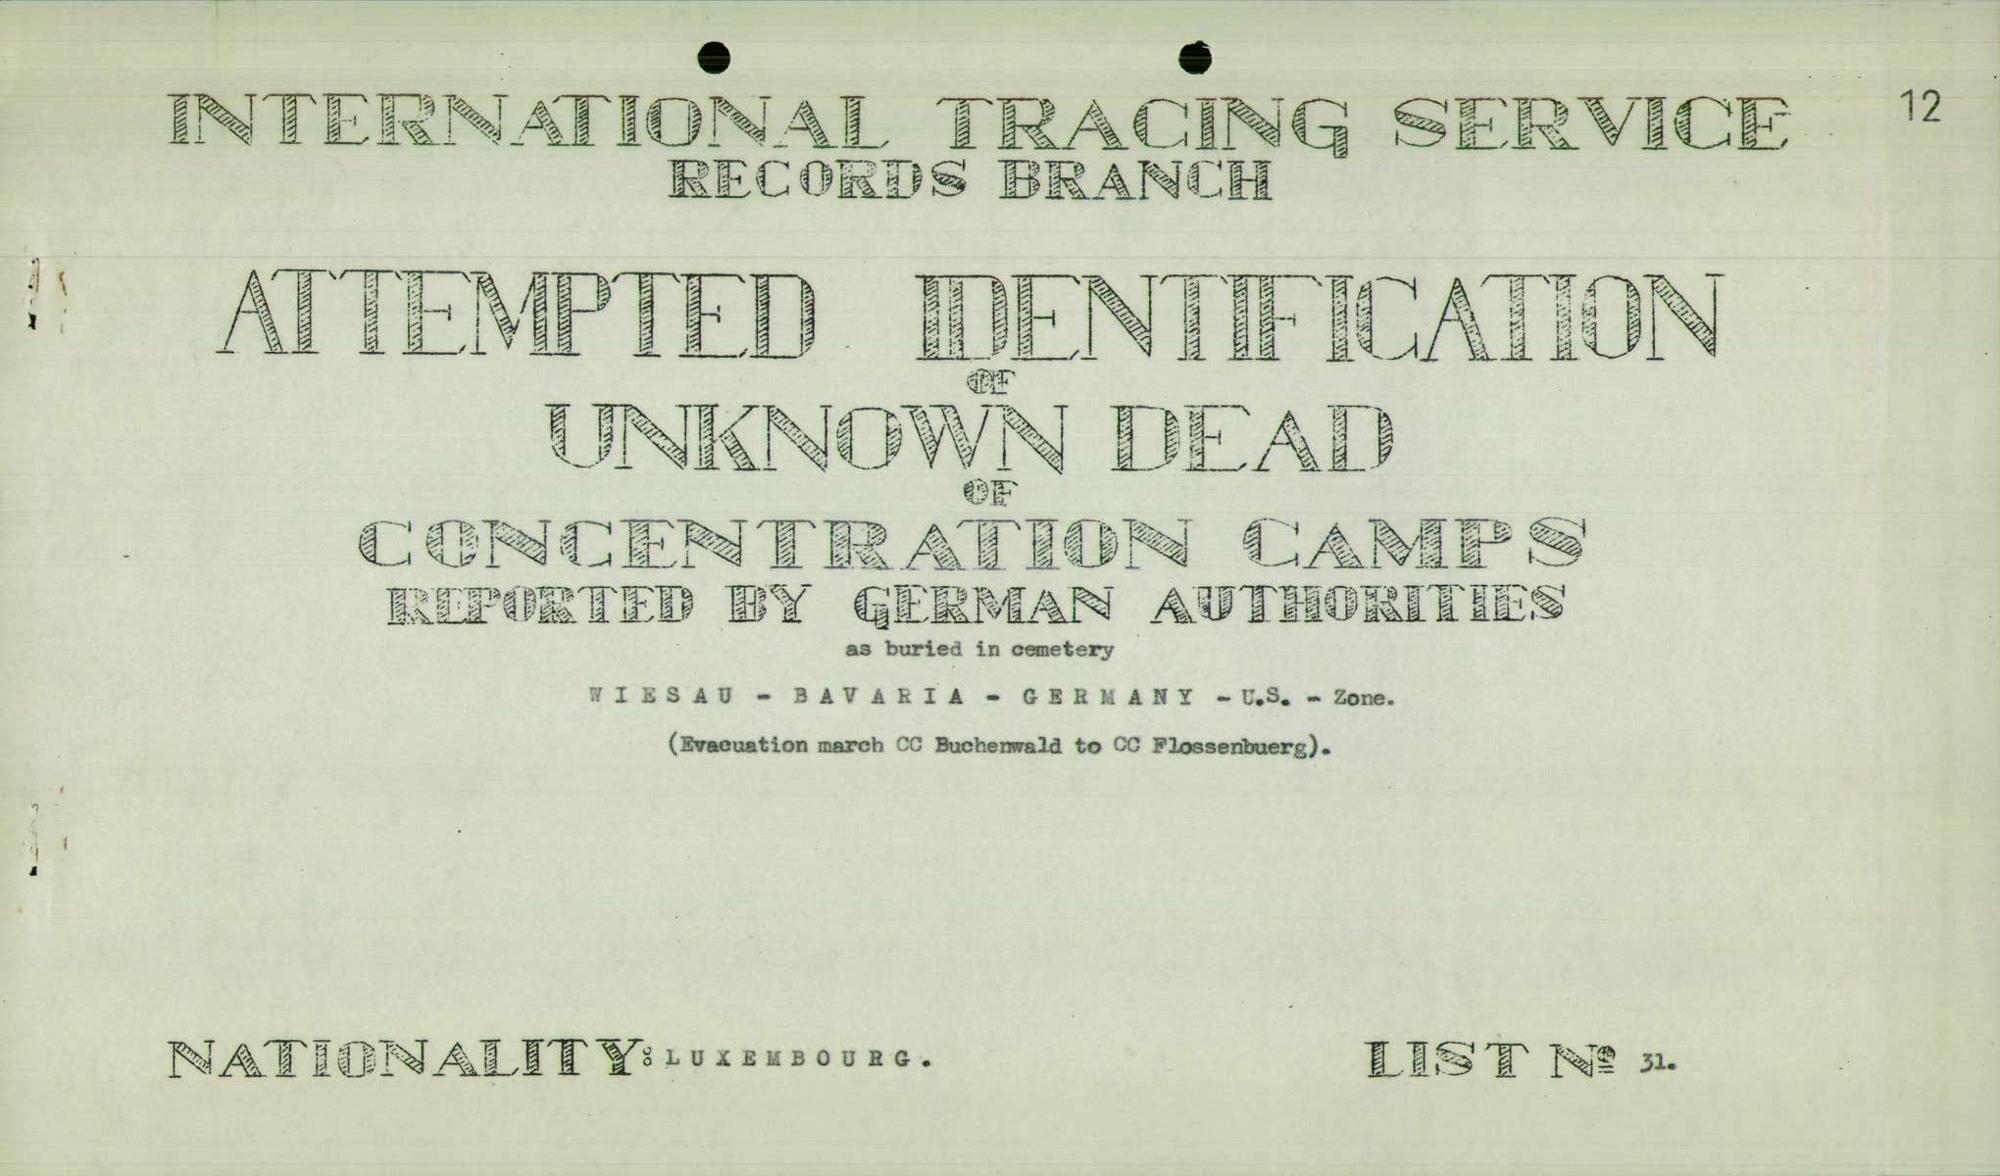 INTERNATIONAL TRACING SERVICE 12
RECORDS BRANCH
ATTEMPTED IDENTIFICATION
OF
UNKNOWN DEAD
OF
CONCENTRATION CAMPS
REPORTED BY GERMAN AUTHORITIES
as buried in cemetery
WIESAU - BAVARIA - GERMANY - U.S. - Zone.
(Evacuation march CC Buchenwald to CC Flossenbuerg).
NATIONALITY: LUXEMBOURG. LIST Nº 31.